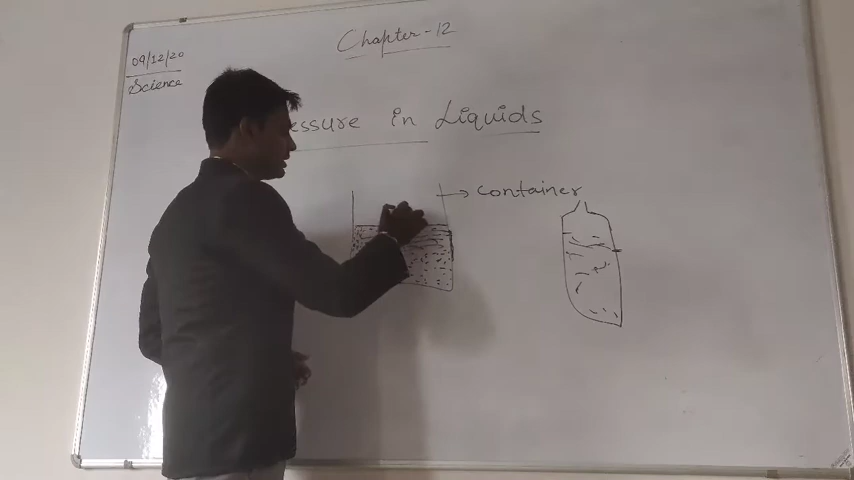 Chapter-12
09/12/20
Science
essure in Liquids
container